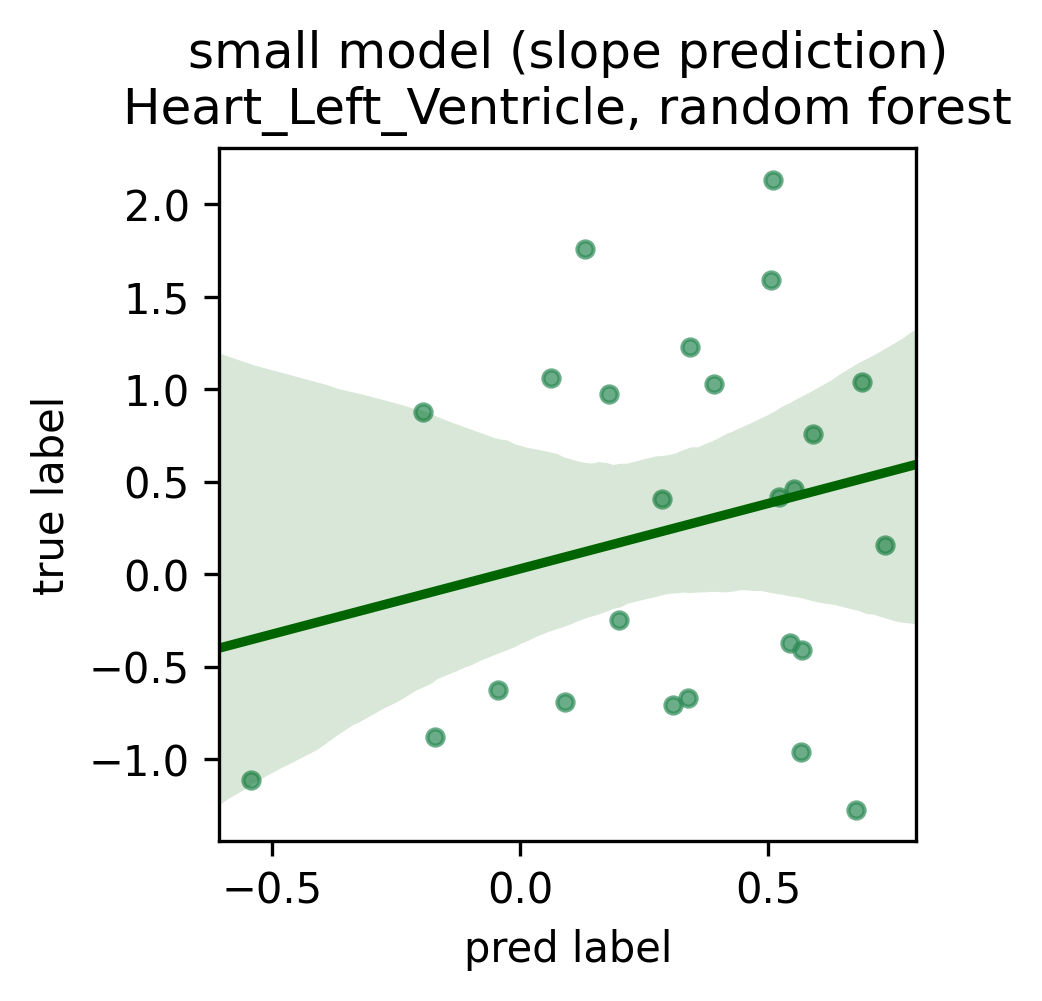 small model (slope prediction)
Heart_Left_Ventricle, random forest
2.0
1.5
1.0
0.5
0.0
−0.5
−1.0
true label
−0.5
0.0
0.5
pred label